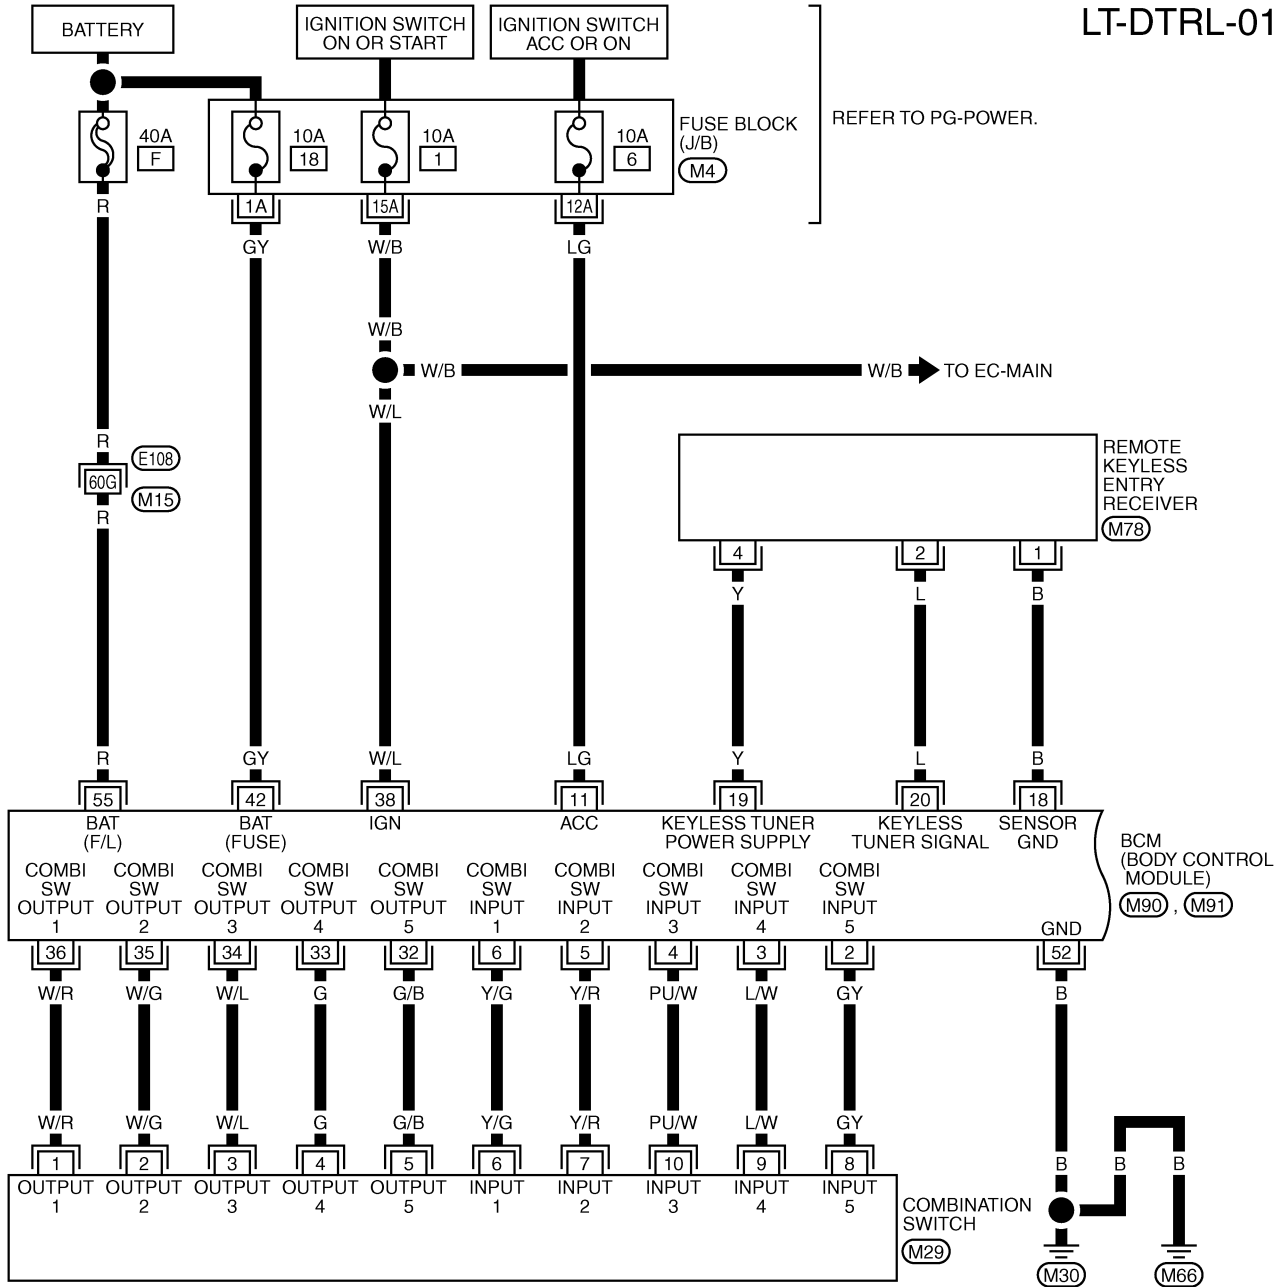 LT-DTRL-01
BATTERY
IGNITION SWITCH
ON OR START
IGNITION SWITCH
ACC OR ON
REFER TO PG-POWER.
40A
F
10A
18
10A
1
10A
6
FUSE BLOCK
(J/B)
M4
R
1A
15A
12A
GY
W/B
LG
W/B
W/B
W/B
TO EC-MAIN
W/L
R
E108
60G
M15
R
REMOTE
KEYLESS
ENTRY
RECEIVER
M78
4
2
1
Y
L
B
R
GY
W/L
LG
Y
L
B
55
42
38
11
19
20
18
BAT
(F/L)
BAT
(FUSE)
IGN
ACC
KEYLESS TUNER
POWER SUPPLY
KEYLESS
TUNER SIGNAL
SENSOR
GND
BCM
(BODY CONTROL
MODULE)
M90 , M91
COMBI
SW
OUTPUT
1
COMBI
SW
OUTPUT
2
COMBI
SW
OUTPUT
3
COMBI
SW
OUTPUT
4
COMBI
SW
OUTPUT
5
COMBI
SW
INPUT
1
COMBI
SW
INPUT
2
COMBI
SW
INPUT
3
COMBI
SW
INPUT
4
COMBI
SW
INPUT
5
GND
36
35
34
33
32
6
5
4
3
2
52
W/R
W/G
W/L
G
G/B
Y/G
Y/R
PU/W
L/W
GY
B
W/R
W/G
W/L
G
G/B
Y/G
Y/R
PU/W
L/W
GY
1
2
3
4
5
6
7
10
9
8
B
B
B
OUTPUT
1
OUTPUT
2
OUTPUT
3
OUTPUT
4
OUTPUT
5
INPUT
1
INPUT
2
INPUT
3
INPUT
4
INPUT
5
COMBINATION
SWITCH
M29
M30
M66